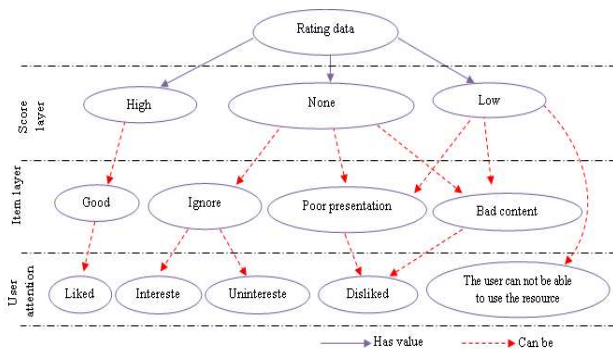 Rating data
Score
layer
High
None
Low
Item layer
Good
Ignore
Poor presentation
Bad content
User
attention
Liked
Intereste
Unintereste
Disliked
The user can not be able
to use the resource
Has value
Can be